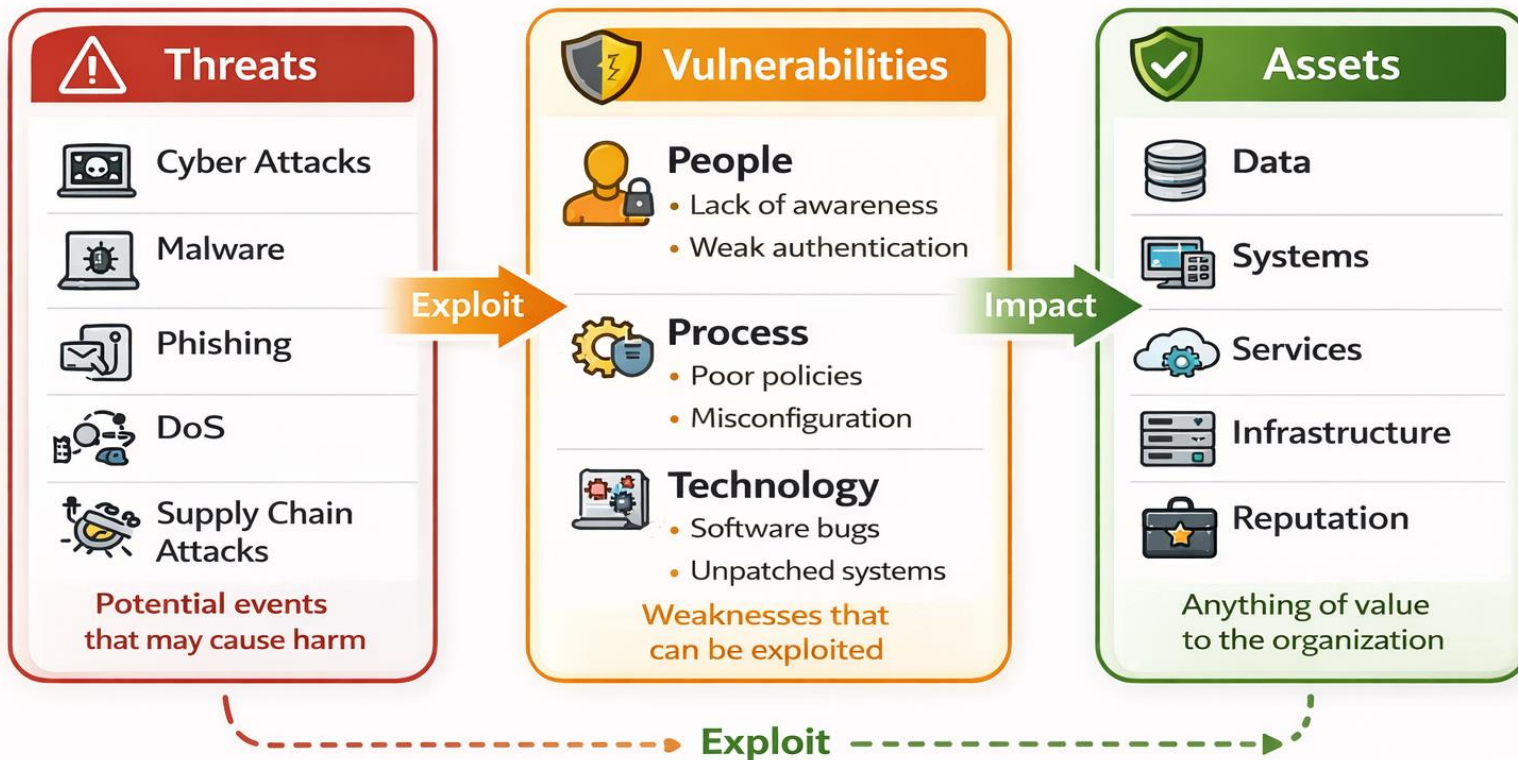 Threats
Cyber Attacks
Malware
Phishing
DoS
Supply Chain
Attacks
Potential events
that may cause harm
Exploit
Vulnerabilities
People
• Lack of awareness
• Weak authentication
Process
• Poor policies
• Misconfiguration
Technology
• Software bugs
• Unpatched systems
Weaknesses that
can be exploited
Impact
Assets
Data
Systems
Services
Infrastructure
Reputation
Anything of value
to the organization
Exploit